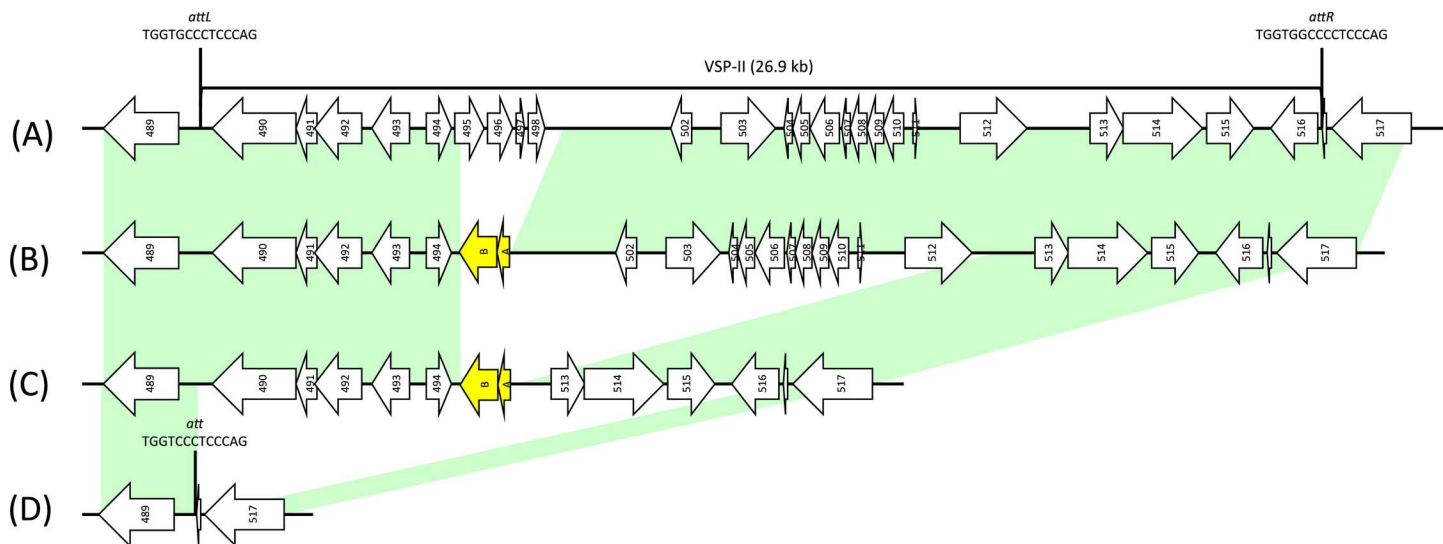 attL
TGGTGCCCTCCCAG
attR
TGGTGGCCCCTCCCAG
VSP-II (26.9 kb)
(A)
489 490 491 492 493 494 495 496 497 498 502 503 504 505 506 507 508 509 510 511 512 513 514 515 516 517
(B)
489 490 491 492 493 494 B A 502 503 504 505 506 507 508 509 510 511 512 513 514 515 516 517
(C)
489 490 491 492 493 494 B A 513 514 515 516 517
att
TGGTCCCTCCCAG
(D)
489 517